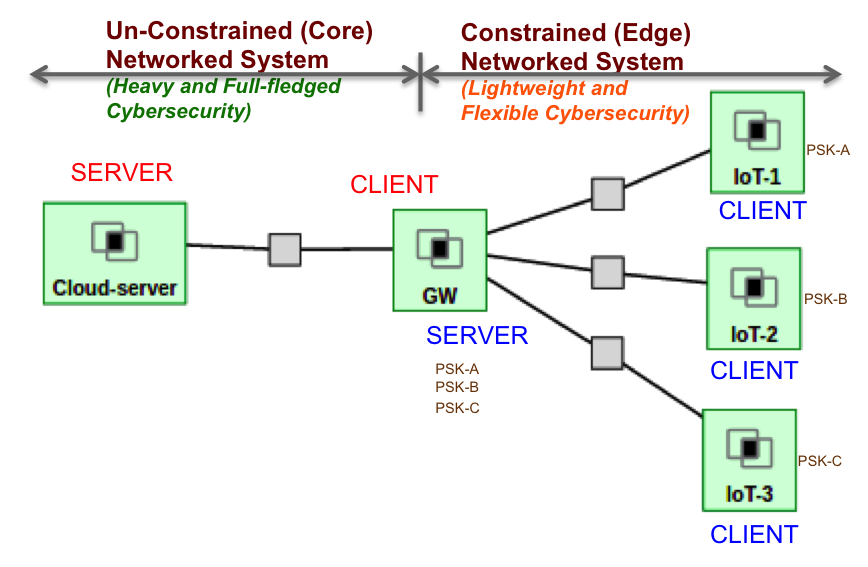 Un-Constrained (Core)
Networked System
(Heavy and Full-fledged
Cybersecurity)
Constrained (Edge)
Networked System
(Lightweight and
Flexible Cybersecurity)
SERVER
Cloud-server
CLIENT
GW
SERVER
PSK-A
PSK-B
PSK-C
IoT-1
PSK-A
CLIENT
IoT-2
PSK-B
CLIENT
IoT-3
PSK-C
CLIENT